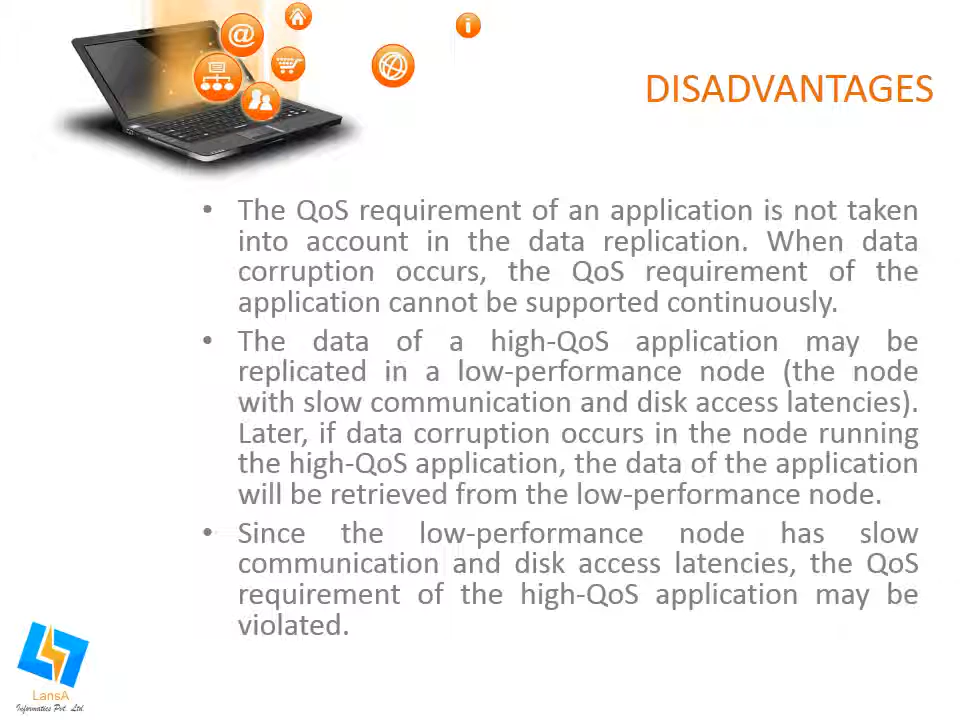 DISADVANTAGES
• The QoS requirement of an application is not taken
into account in the data replication. When data
corruption occurs, the QoS requirement of the
application cannot be supported continuously.
• The data of a high-QoS application may be
replicated in a low-performance node (the node
with slow communication and disk access latencies).
Later, if data corruption occurs in the node running
the high-QoS application, the data of the application
will be retrieved from the low-performance node.
• Since the low-performance node has slow
communication and disk access latencies, the QoS
requirement of the high-QoS application may be
violated.
LansA
Informatics Pvt. Ltd.